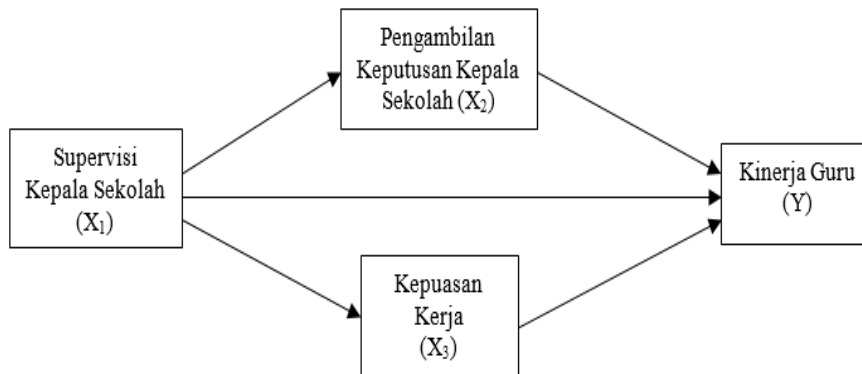 Pengambilan
Keputusan Kepala
Sekolah (X₂)
Supervisi
Kepala Sekolah
(X₁)
Kinerja Guru
(Y)
Kepuasan
Kerja
(X₃)